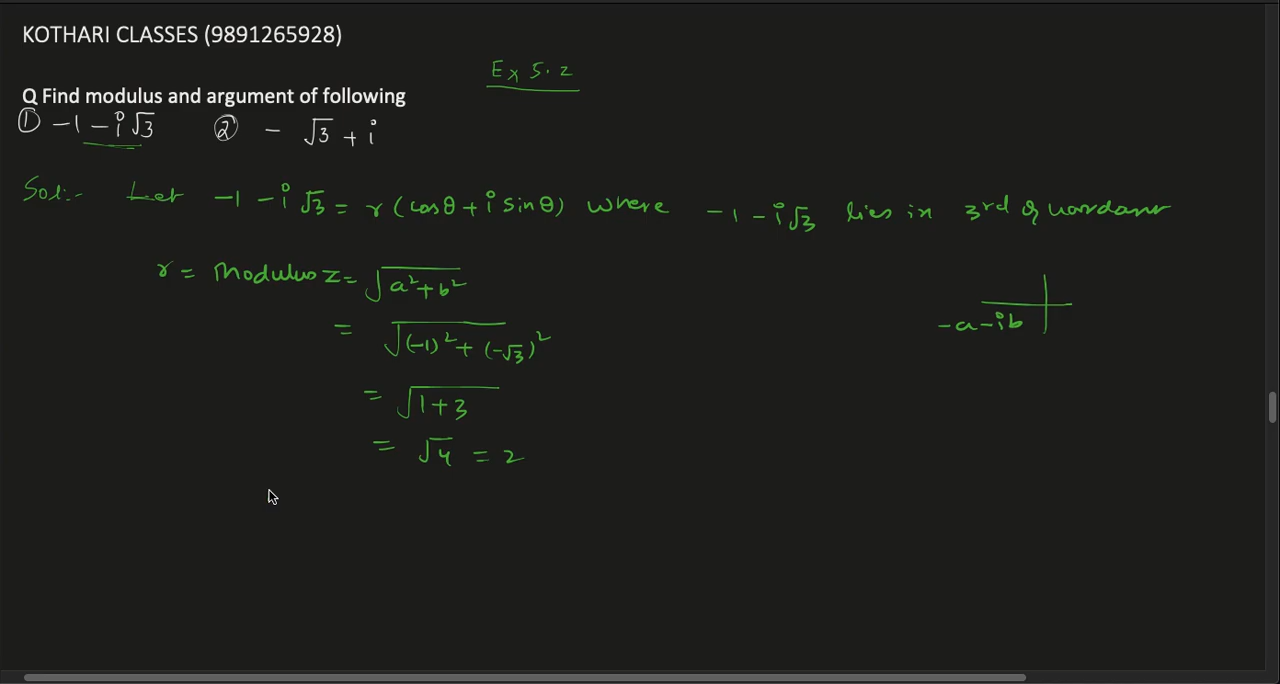 KOTHARI CLASSES (9891265928)
Ex 5.2
Q Find modulus and argument of following
① -1 - i√3 ② - √3 + i
Sol:- Let -1 - i√3 = r (cosθ + i sinθ) where -1 - i√3 lies in 3rd quardant
r = Modulus z = √a²+b²
= √(-1)² + (-√3)²
-a-ib
= √1+3
= √4 = 2